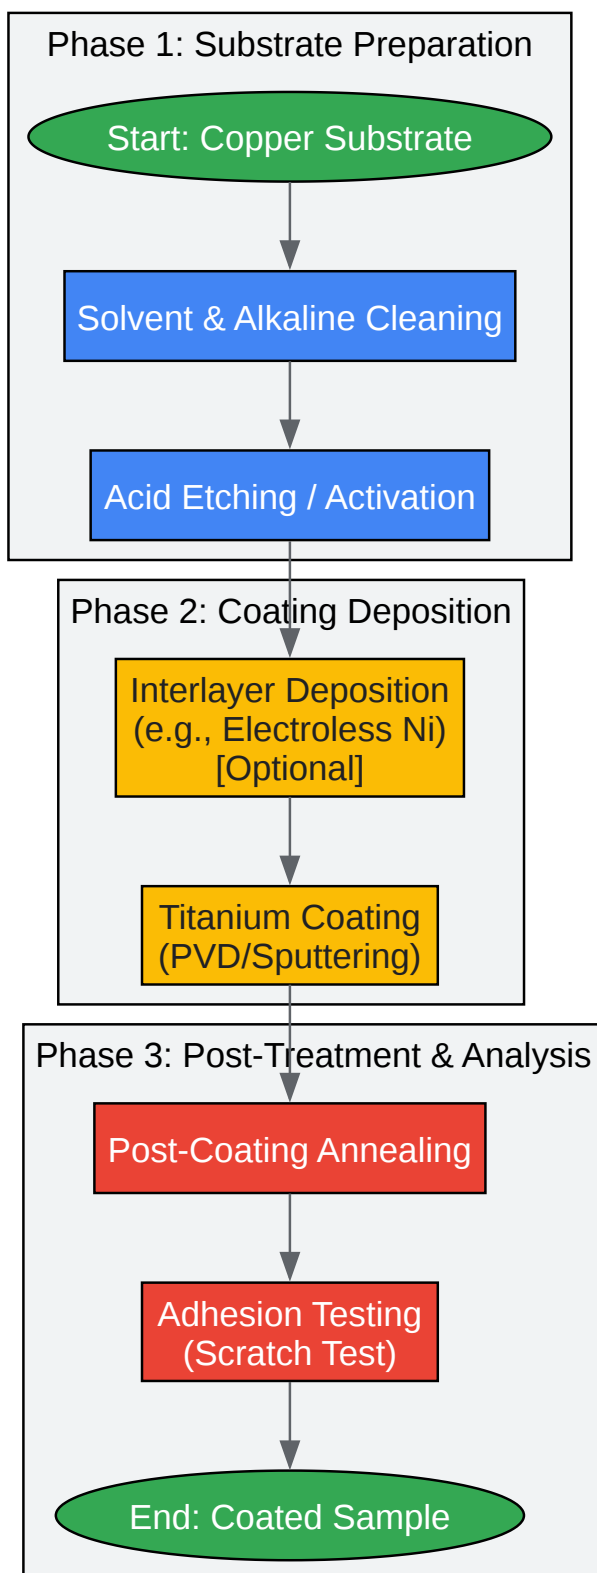 Phase 1: Substrate Preparation
Start: Copper Substrate
Solvent & Alkaline Cleaning
Acid Etching / Activation
Phase 2: Coating Deposition
Interlayer Deposition
(e.g., Electroless Ni)
[Optional]
Titanium Coating
(PVD/Sputtering)
Phase 3: Post-Treatment & Analysis
Post-Coating Annealing
Adhesion Testing
(Scratch Test)
End: Coated Sample